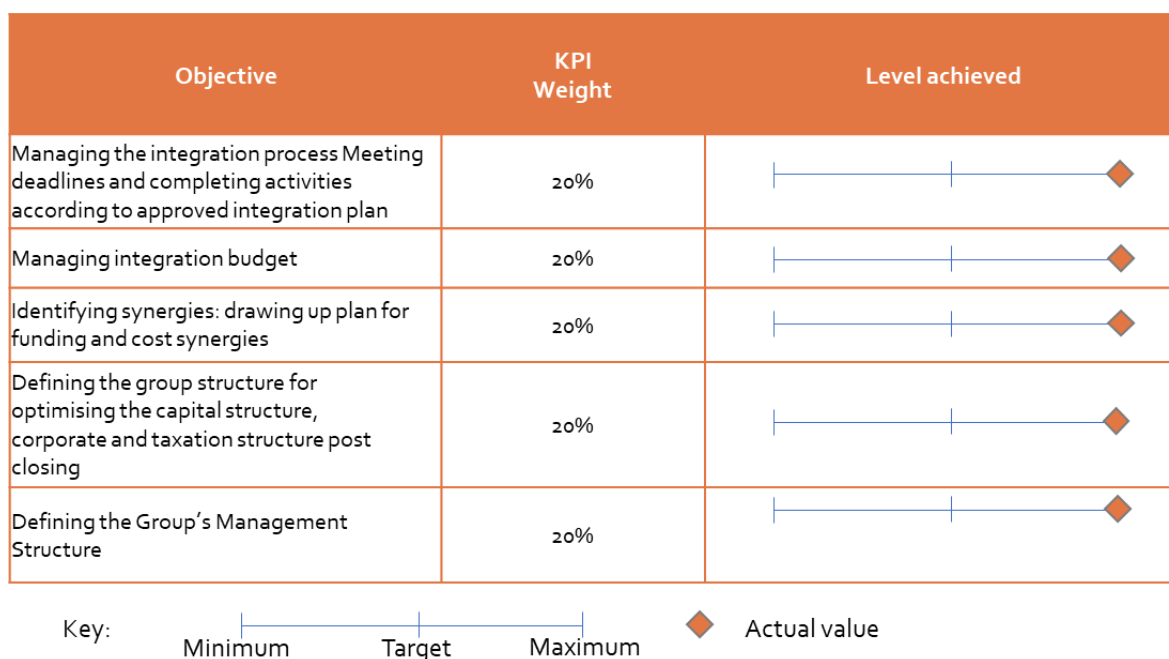 Objective
KPI
Weight
Level achieved
Managing the integration process Meeting
deadlines and completing activities
according to approved integration plan
20%
Managing integration budget
20%
Identifying synergies: drawing up plan for
funding and cost synergies
20%
Defining the group structure for
optimising the capital structure,
corporate and taxation structure post
closing
20%
Defining the Group’s Management
Structure
20%
Key:
Minimum
Target
Maximum
Actual value